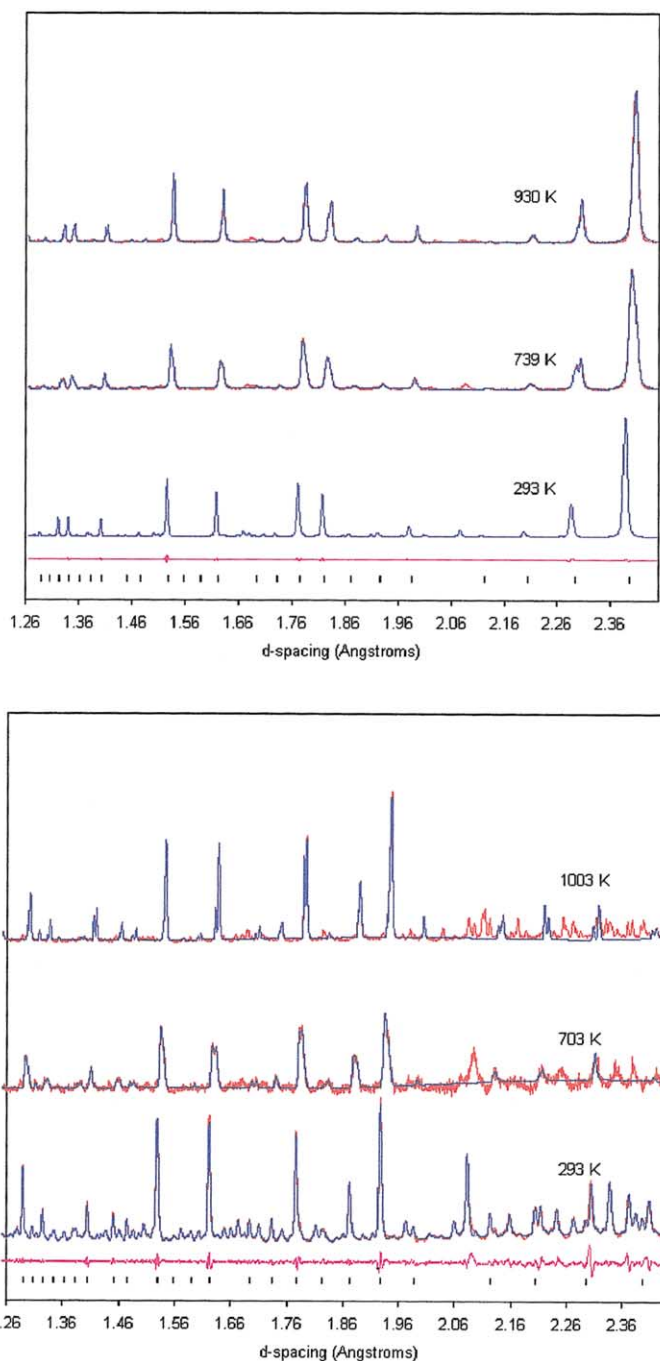 930 K
739 K
293 K
1.26 1.36 1.46 1.56 1.66 1.76 1.86 1.96 2.06 2.16 2.26 2.36
d-spacing (Angstroms)
1003 K
703 K
293 K
.26 1.36 1.46 1.56 1.66 1.76 1.86 1.96 2.06 2.16 2.26 2.36
d-spacing (Angstroms)